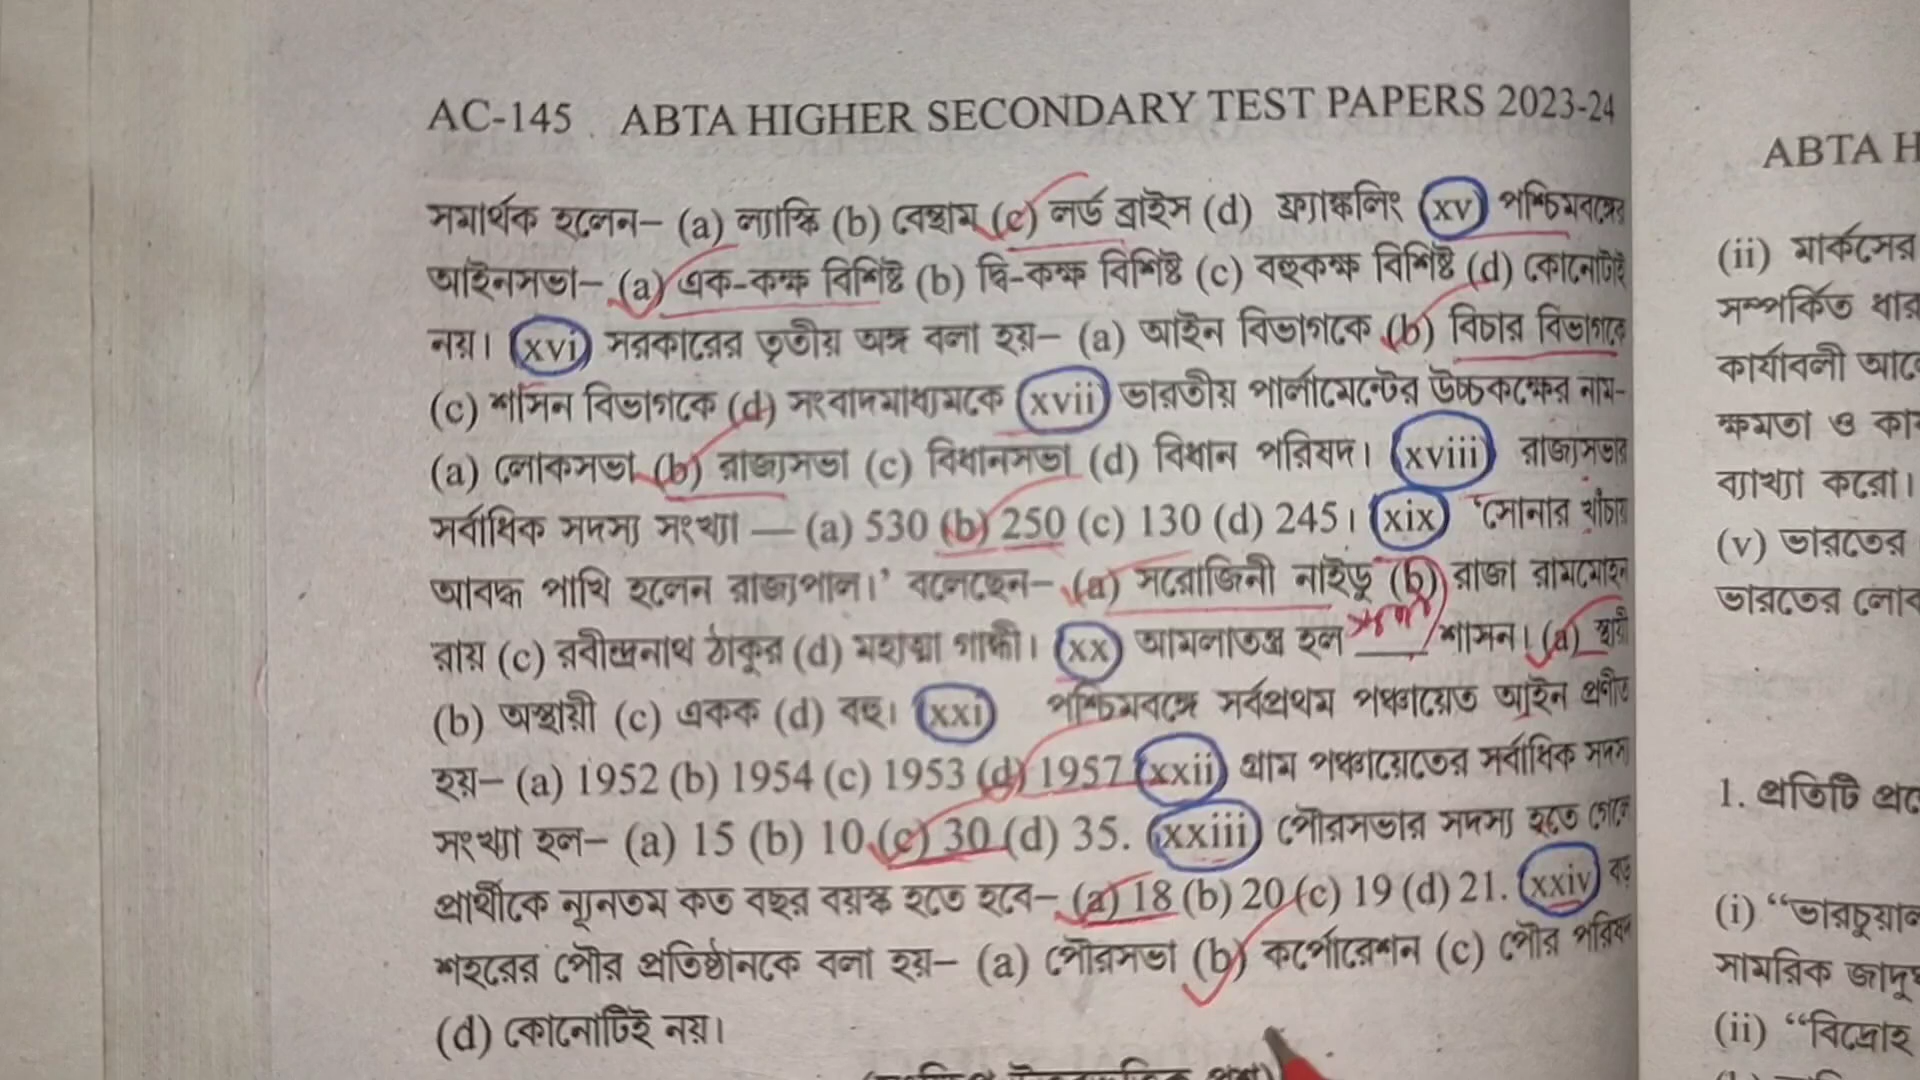 AC-145 ABTA HIGHER SECONDARY TEST PAPERS 2023-24
সমার্থক হলেন– (a) ল্যাস্কি (b) বেন্থাম (c) লর্ড ব্রাইস (d) ফ্র্যাঙ্কলিং (xv) পশ্চিমবঙ্গের
আইনসভা– (a) এক-কক্ষ বিশিষ্ট (b) দ্বি-কক্ষ বিশিষ্ট (c) বহুকক্ষ বিশিষ্ট (d) কোনোটাই
নয়। (xvi) সরকারের তৃতীয় অঙ্গ বলা হয়– (a) আইন বিভাগকে (b) বিচার বিভাগকে
(c) শাসন বিভাগকে (d) সংবাদমাধ্যমকে (xvii) ভারতীয় পার্লামেন্টের উচ্চকক্ষের নাম–
(a) লোকসভা (b) রাজ্যসভা (c) বিধানসভা (d) বিধান পরিষদ। (xviii) রাজ্যসভার
সর্বাধিক সদস্য সংখ্যা — (a) 530 (b) 250 (c) 130 (d) 245। (xix) ‘সোনার খাঁচায়
আবদ্ধ পাখি হলেন রাজ্যপাল।’ বলেছেন– (a) সরোজিনী নাইডু (b) রাজা রামমোহন
রায় (c) রবীন্দ্রনাথ ঠাকুর (d) মহাত্মা গান্ধী। (xx) আমলাতন্ত্র হল ____ শাসন। (a) স্থায়ী
(b) অস্থায়ী (c) একক (d) বহু। (xxi) পশ্চিমবঙ্গে সর্বপ্রথম পঞ্চায়েত আইন প্রণীত
হয়– (a) 1952 (b) 1954 (c) 1953 (d) 1957 (xxii) গ্রাম পঞ্চায়েতের সর্বাধিক সদস্য
সংখ্যা হল– (a) 15 (b) 10 (c) 30 (d) 35. (xxiii) পৌরসভার সদস্য হতে গেলে
প্রার্থীকে ন্যূনতম কত বছর বয়স্ক হতে হবে– (a) 18 (b) 20 (c) 19 (d) 21. (xxiv) বড়
শহরের পৌর প্রতিষ্ঠানকে বলা হয়– (a) পৌরসভা (b) কর্পোরেশন (c) পৌর পরিষদ
(d) কোনোটিই নয়।
ABTA H
(ii) মার্কসের
সম্পর্কিত
কার্যাবলী
ক্ষমতা ও
ব্যাখ্যা করো।
(v) ভারতের
ভারতের
1. প্রতিটি
(i) “
সামরিক
(ii) “বিদ্রোহ